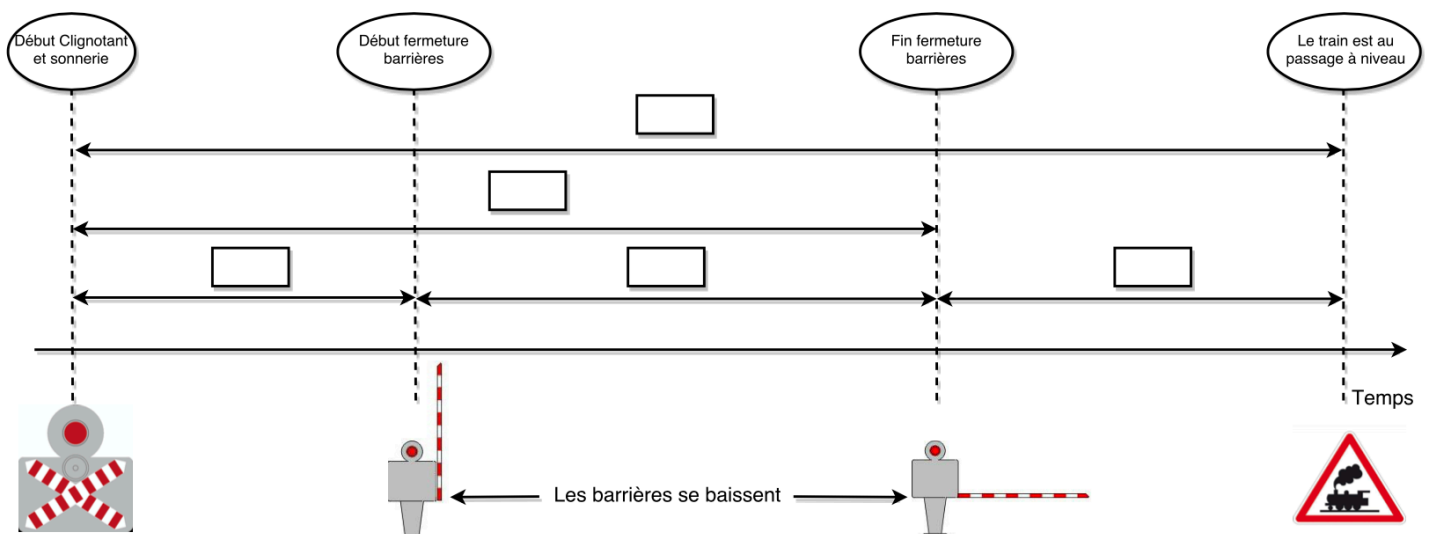 Début Clignotant
et sonnerie
Début fermeture
barrières
Fin fermeture
barrières
Le train est au
passage à niveau
Temps
Les barrières se baissent